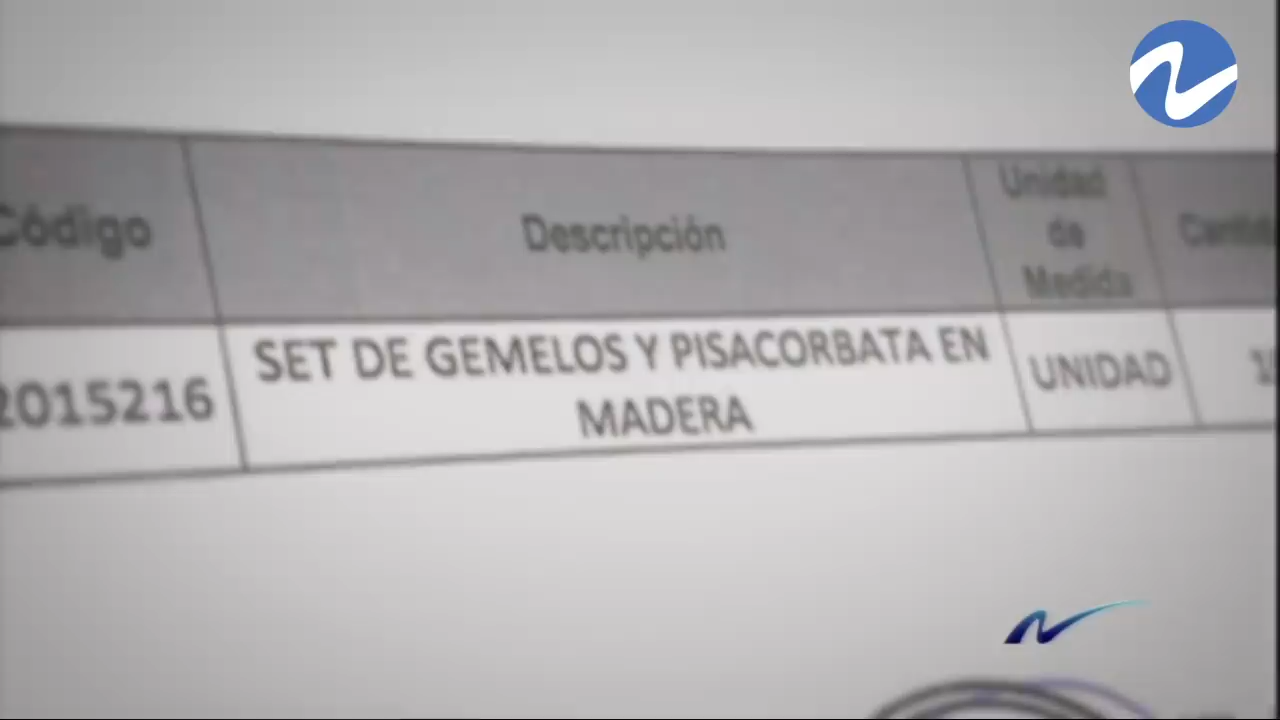 Código
Descripción
Unidad
de
Medida
2015216
SET DE GEMELOS Y PISACORBATA EN
MADERA
UNIDAD